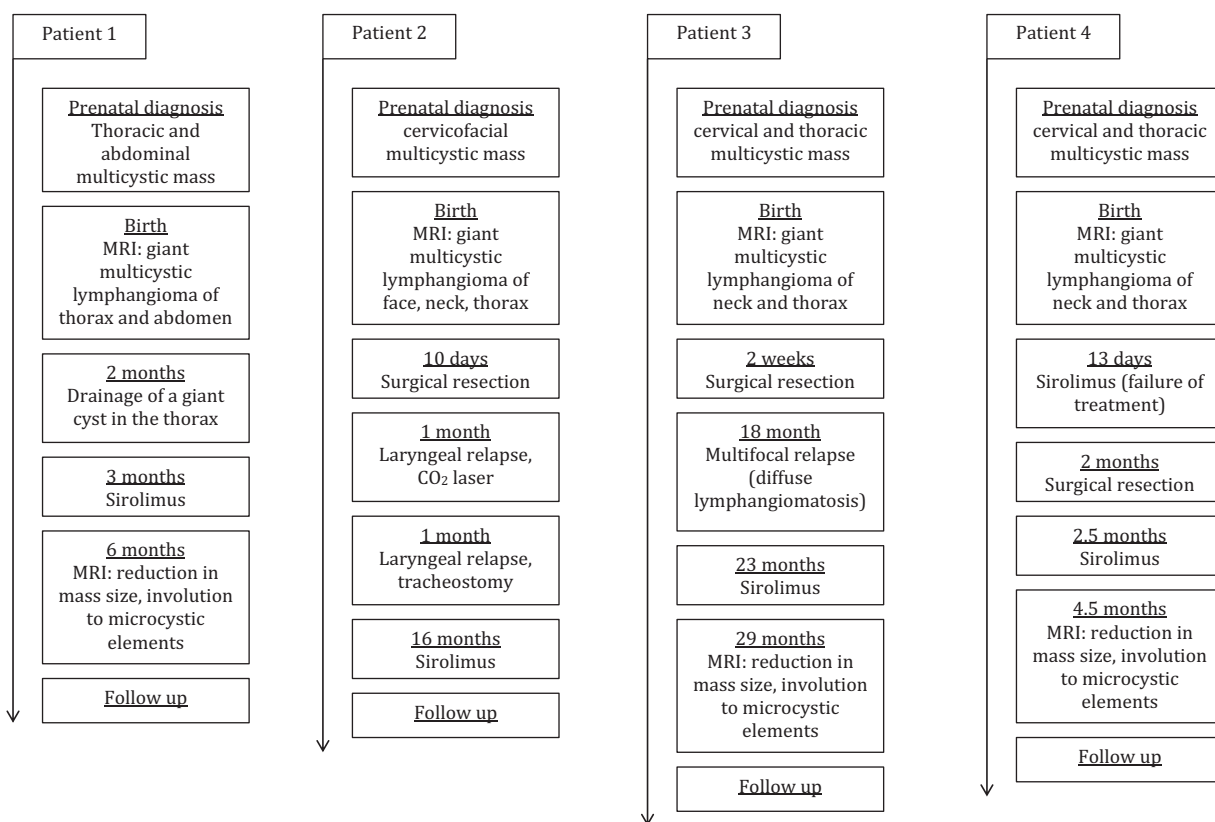 Patient 1
Prenatal diagnosis
Thoracic and
abdominal
multicystic mass
Birth
MRI: giant
multicystic
lymphangioma of
thorax and abdomen
2 months
Drainage of a giant
cyst in the thorax
3 months
Sirolimus
6 months
MRI: reduction in
mass size, involution
to microcystic
elements
Follow up
Patient 2
Prenatal diagnosis
cervicofacial
multicystic mass
Birth
MRI: giant
multicystic
lymphangioma of
face, neck, thorax
10 days
Surgical resection
1 month
Laryngeal relapse,
CO₂ laser
1 month
Laryngeal relapse,
tracheostomy
16 months
Sirolimus
Follow up
Patient 3
Prenatal diagnosis
cervical and thoracic
multicystic mass
Birth
MRI: giant
multicystic
lymphangioma of
neck and thorax
2 weeks
Surgical resection
18 month
Multifocal relapse
(diffuse
lymphangiomatosis)
23 months
Sirolimus
29 months
MRI: reduction in
mass size, involution
to microcystic
elements
Follow up
Patient 4
Prenatal diagnosis
cervical and thoracic
multicystic mass
Birth
MRI: giant
multicystic
lymphangioma of
neck and thorax
13 days
Sirolimus (failure of
treatment)
2 months
Surgical resection
2.5 months
Sirolimus
4.5 months
MRI: reduction in
mass size, involution
to microcystic
elements
Follow up